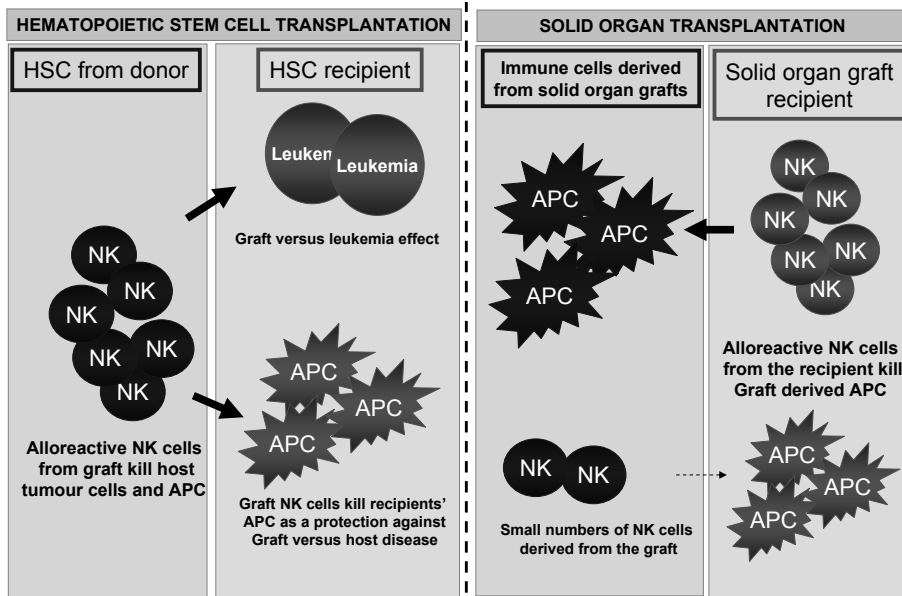 HEMATOPOIETIC STEM CELL TRANSPLANTATION
HSC from donor
NK
NK
NK
NK
NK
NK
Alloreactive NK cells
from graft kill host
tumour cells and APC
HSC recipient
Leukem
Leukemia
Graft versus leukemia effect
APC
APC
APC
Graft NK cells kill recipients'
APC as a protection against
Graft versus host disease
SOLID ORGAN TRANSPLANTATION
Immune cells derived
from solid organ grafts
APC
APC
APC
NK
NK
Small numbers of NK cells
derived from the graft
Solid organ graft
recipient
NK
NK
NK
NK
NK
NK
Alloreactive NK cells
from the recipient kill
Graft derived APC
APC
APC
APC